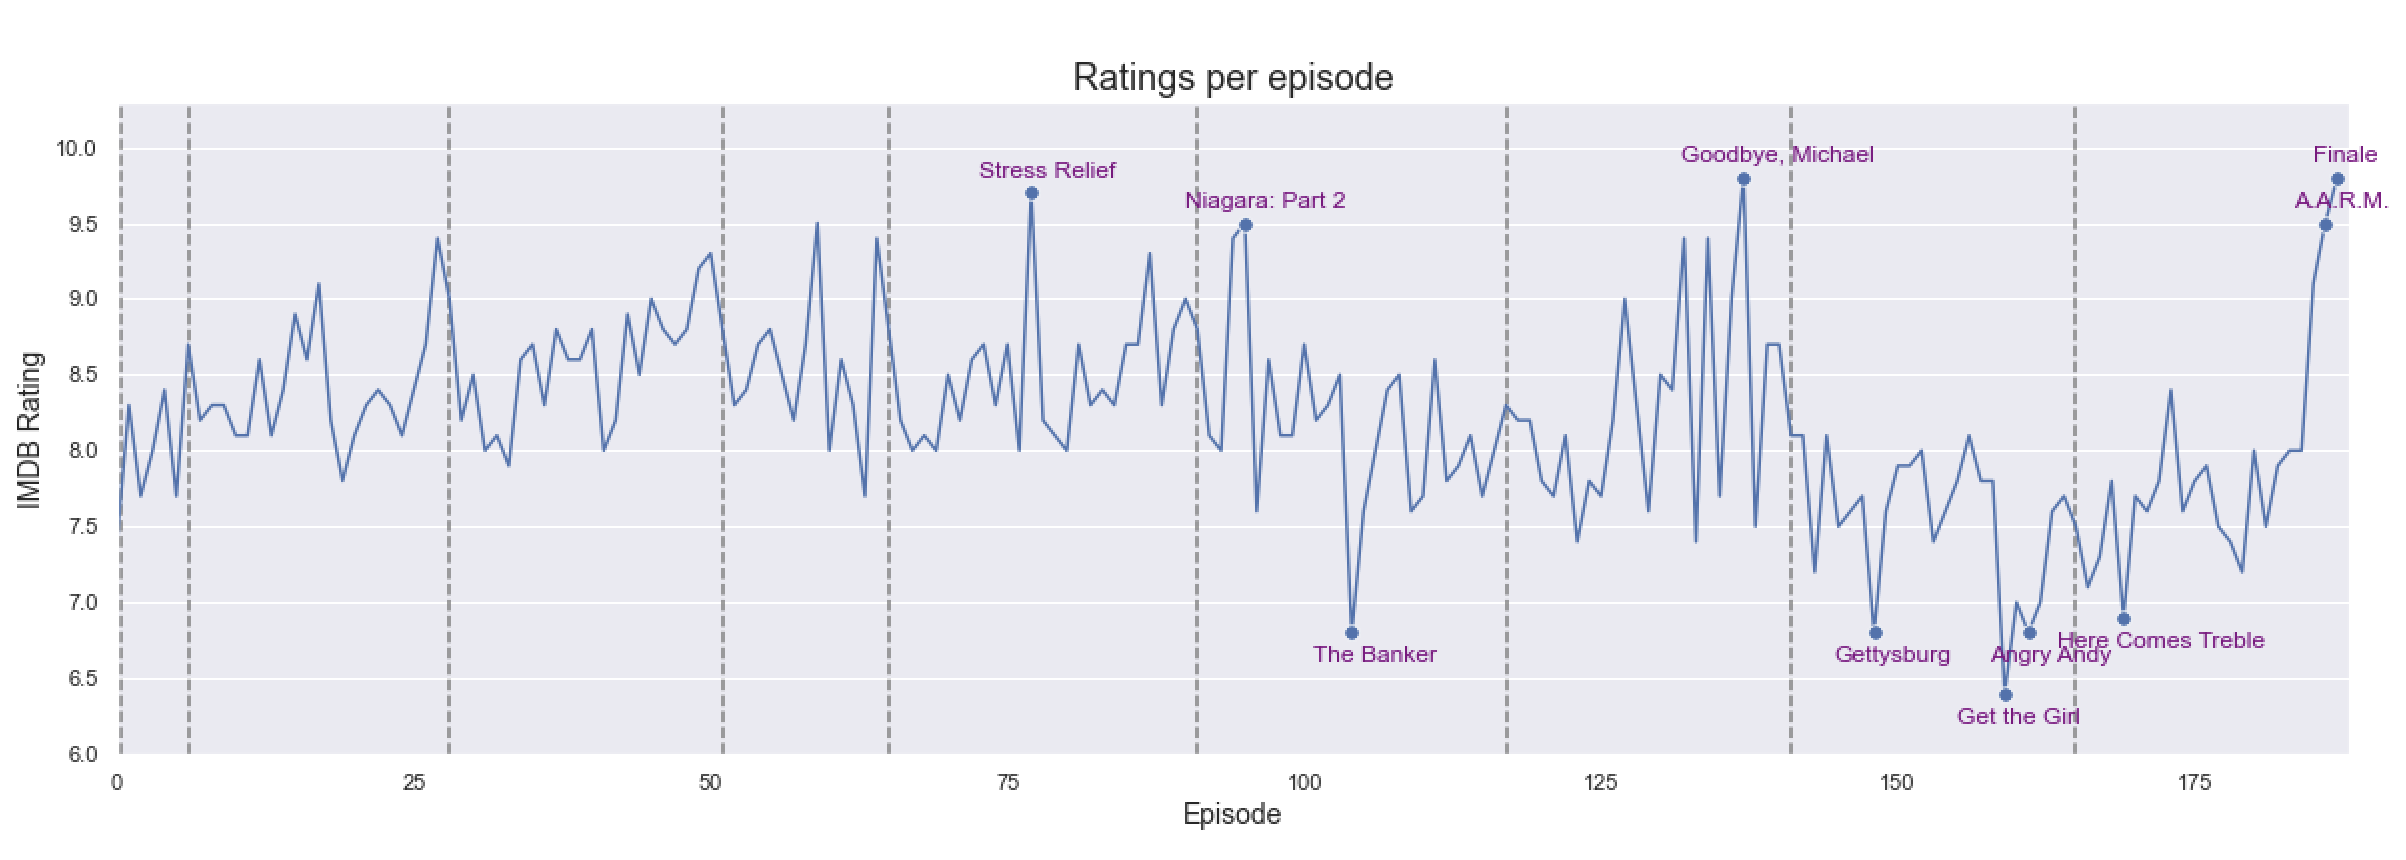 Ratings per episode
10.0
9.5
9.0
8.5
8.0
7.5
7.0
6.5
6.0
IMDB Rating
Stress Relief
Niagara: Part 2
Goodbye, Michael
Finale
A.A.R.M.
The Banker
Gettysburg
Angry Andy
Here Comes Treble
Get the Girl
0 25 50 75 100 125 150 175
Episode